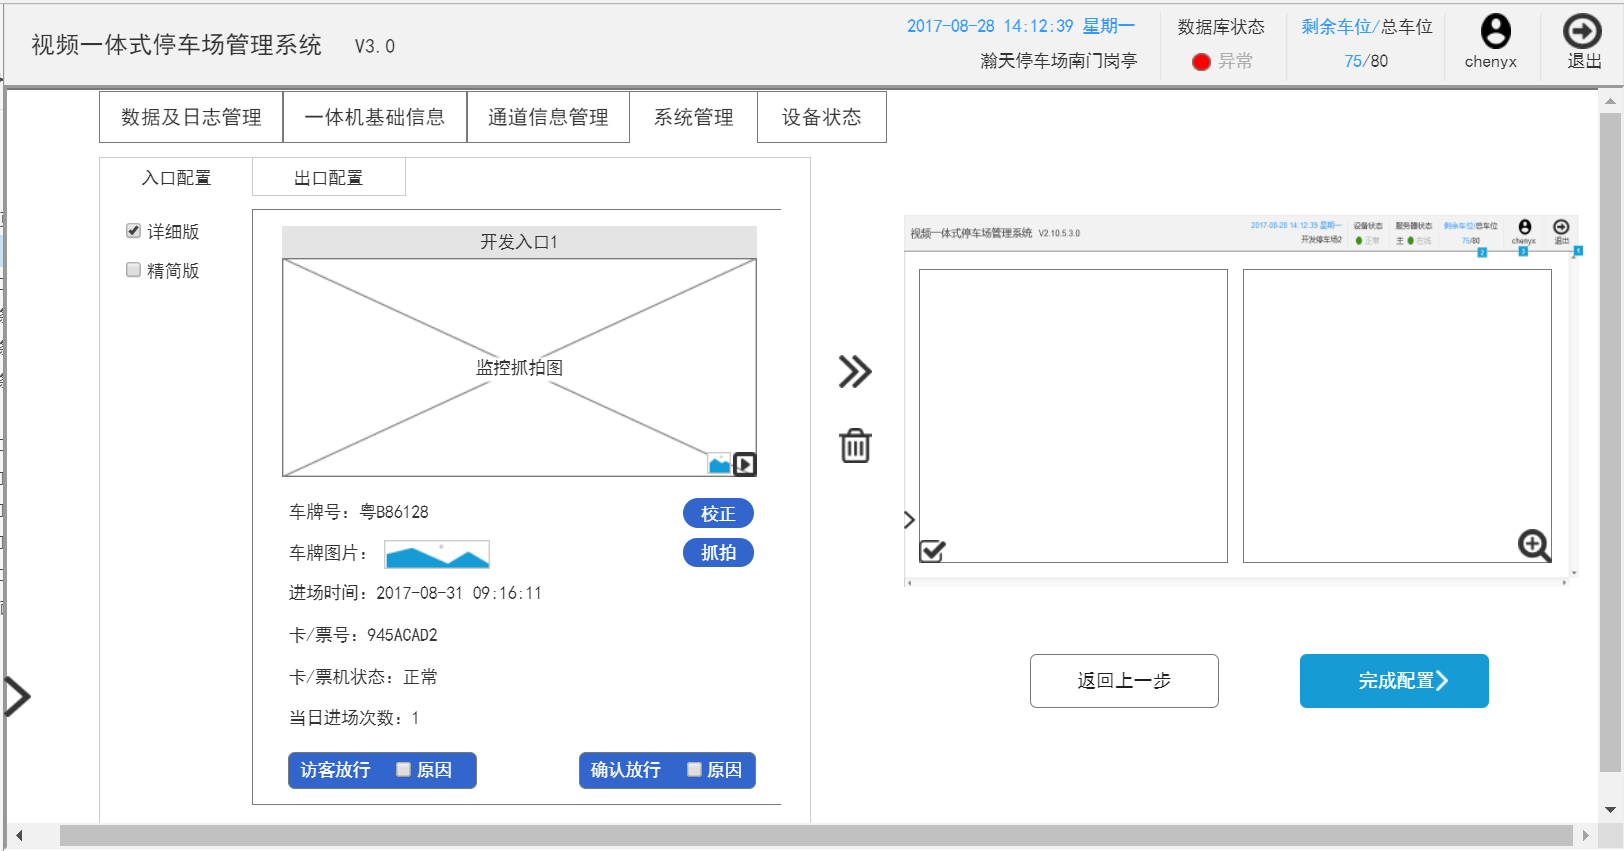 视频一体式停车场管理系统 V3.0
2017-08-28 14:12:39 星期一
瀚天停车场南门岗亭
数据库状态
异常
剩余车位/总车位
75/80
chenyx
退出
数据及日志管理
一体机基础信息
通道信息管理
系统管理
设备状态
入口配置
出口配置
详细版
精简版
开发入口1
监控抓拍图
车牌号：粤B86128
校正
车牌图片：
抓拍
进场时间：2017-08-31 09:16:11
卡/票号：945ACAD2
卡/票机状态：正常
当日进场次数：1
访客放行 原因
确认放行 原因
视频一体式停车场管理系统 V2.10.5.3.0
2017-08-28 14:12:39 星期一
开发停车场2
设备状态
正常
服务器状态
主 在线
剩余车位/总车位
75/80
chenyx
退出
返回上一步
完成配置